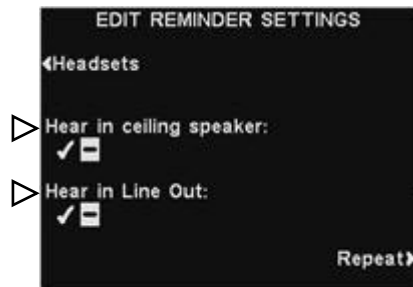 EDIT REMINDER SETTINGS
Headsets
Hear in ceiling speaker:
Hear in Line Out:
Repeat